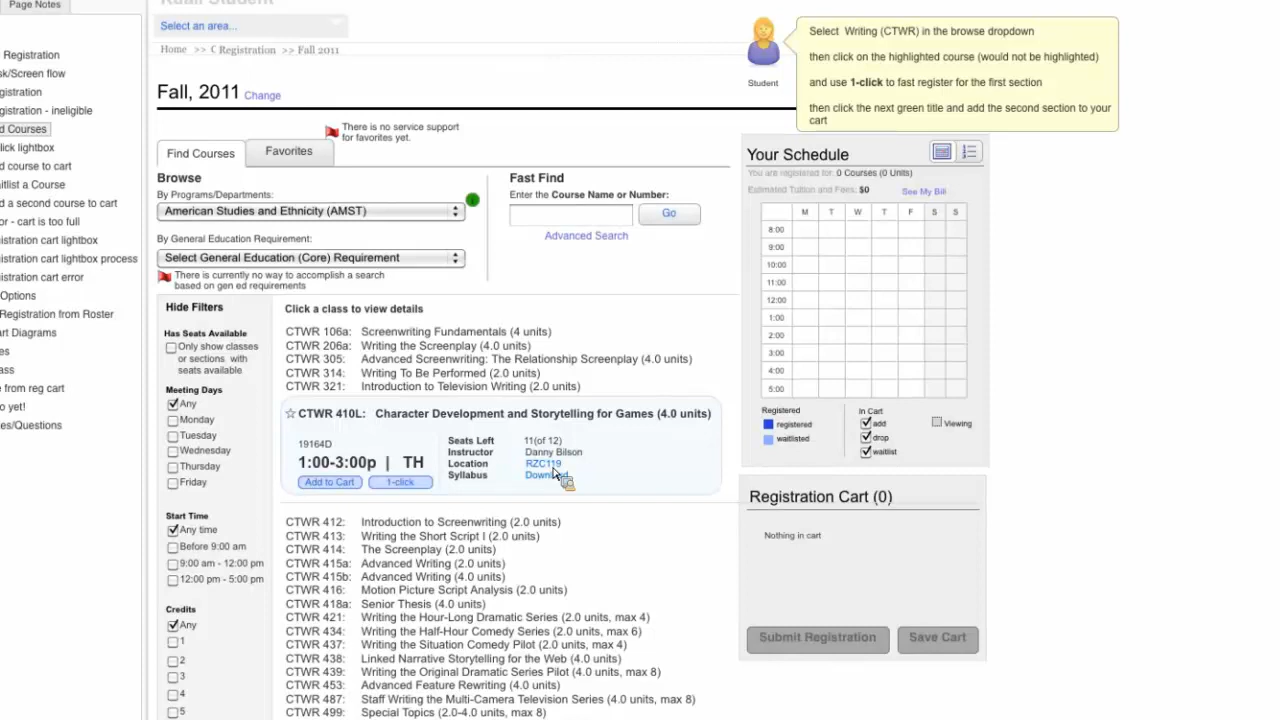 Page Notes
Registration
sk/Screen flow
gistration
gistration - ineligible
d Courses
lick lightbox
d course to cart
aitlist a Course
d a second course to cart
or - cart is too full
gistration cart lightbox
gistration cart lightbox process
gistration cart error
Options
Registration from Roster
art Diagrams
es
ass
e from reg cart
o yet!
es/Questions
Kuali Student
Select an area...
Home >> ( Registration >> Fall 2011
Fall, 2011 Change
There is no service support
for favorites yet.
Find Courses
Favorites
Browse
By Programs/Departments:
American Studies and Ethnicity (AMST)
By General Education Requirement:
Select General Education (Core) Requirement
There is currently no way to accomplish a search
based on gen ed requirements
Fast Find
Enter the Course Name or Number:
Go
Advanced Search
Hide Filters
Has Seats Available
Only show classes
or sections with
seats available
Meeting Days
Any
Monday
Tuesday
Wednesday
Thursday
Friday
Start Time
Any time
Before 9:00 am
9:00 am - 12:00 pm
12:00 pm - 5:00 pm
Credits
Any
1
2
3
4
5
Click a class to view details
CTWR 106a: Screenwriting Fundamentals (4 units)
CTWR 206a: Writing the Screenplay (4.0 units)
CTWR 305: Advanced Screenwriting: The Relationship Screenplay (4.0 units)
CTWR 314: Writing To Be Performed (2.0 units)
CTWR 321: Introduction to Television Writing (2.0 units)
CTWR 410L: Character Development and Storytelling for Games (4.0 units)
19164D
1:00-3:00p | TH
Add to Cart
1-click
Seats Left 11(of 12)
Instructor Danny Bilson
Location RZC119
Syllabus Download
CTWR 412: Introduction to Screenwriting (2.0 units)
CTWR 413: Writing the Short Script I (2.0 units)
CTWR 414: The Screenplay (2.0 units)
CTWR 415a: Advanced Writing (2.0 units)
CTWR 415b: Advanced Writing (4.0 units)
CTWR 416: Motion Picture Script Analysis (2.0 units)
CTWR 418a: Senior Thesis (4.0 units)
CTWR 421: Writing the Hour-Long Dramatic Series (2.0 units, max 4)
CTWR 434: Writing the Half-Hour Comedy Series (2.0 units, max 6)
CTWR 437: Writing the Situation Comedy Pilot (2.0 units, max 4)
CTWR 438: Linked Narrative Storytelling for the Web (4.0 units)
CTWR 439: Writing the Original Dramatic Series Pilot (4.0 units, max 8)
CTWR 453: Advanced Feature Rewriting (4.0 units)
CTWR 487: Staff Writing the Multi-Camera Television Series (4.0 units, max 8)
CTWR 499: Special Topics (2.0-4.0 units, max 8)
Student
Select Writing (CTWR) in the browse dropdown
then click on the highlighted course (would not be highlighted)
and use 1-click to fast register for the first section
then click the next green title and add the second section to your
cart
Your Schedule
You are registered for: 0 Courses (0 Units)
Estimated Tuition and Fees: $0 See My Bill
M T W T F S S
8:00
9:00
10:00
11:00
12:00
1:00
2:00
3:00
4:00
5:00
Registered
registered
waitlisted
In Cart
add
drop
waitlist
Viewing
Registration Cart (0)
Nothing in cart
Submit Registration
Save Cart